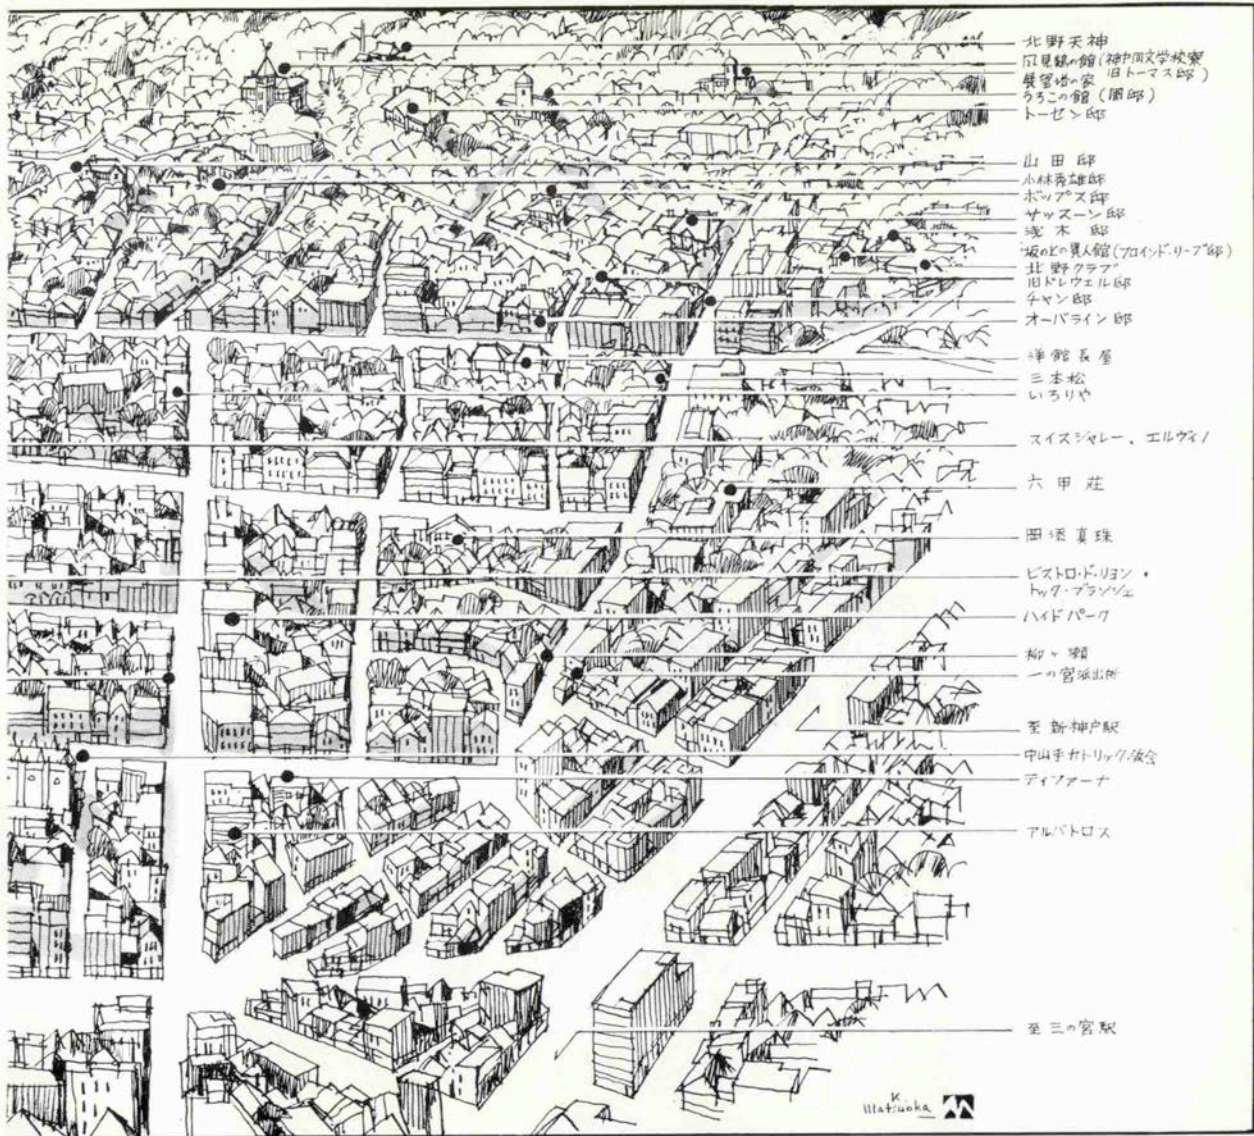 北野天神
風見鶏の館(神戸中華同文学校寮
旧トーマス邸)
展望塔の家
うろこの館(
トーセン邸
山田邸
小林秀雄邸
ボップス邸
サッスーン邸
浅木邸
坂のとの異人館(フロインド・リーブ邸)
北野クラブ
旧ドレウェル邸
チャン邸
オーバライン邸
洋館長屋
三本松
いろりや
スイスシャレー、エルヴィノ
六甲荘
田添真珠
ビストロ・ド・リヨン・
トック・ブランシェ
ハイドパーク
柳ヶ瀬
一の宮派出所
至新神戸駅
中山手カトリック教会
ティファーナ
アルバトロス
至三の宮駅
K
Matsuoka